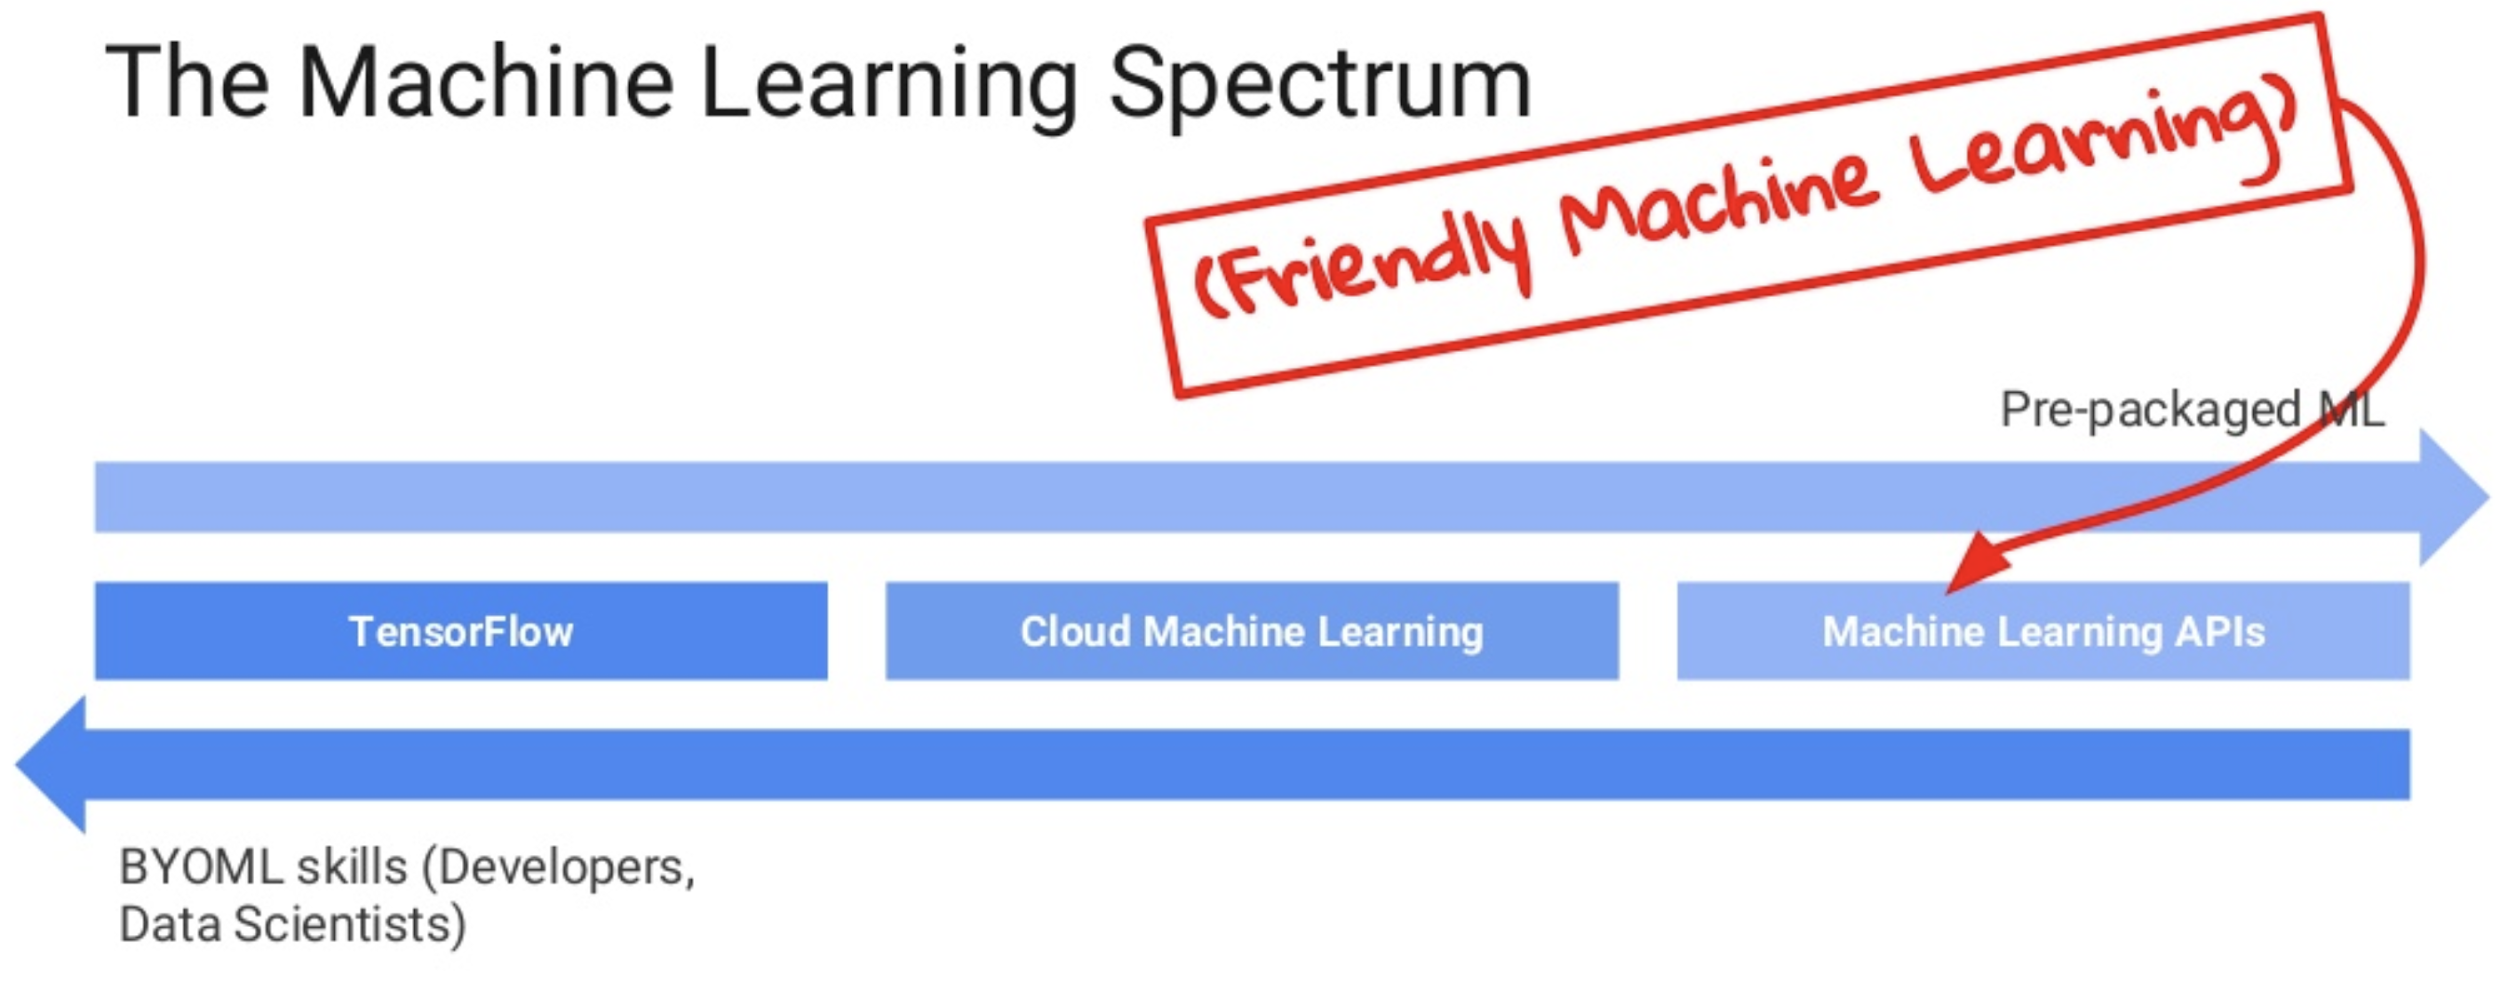 The Machine Learning Spectrum
(Friendly Machine Learning)
Pre-packaged ML
TensorFlow
Cloud Machine Learning
Machine Learning APIs
BYOML skills (Developers,
Data Scientists)